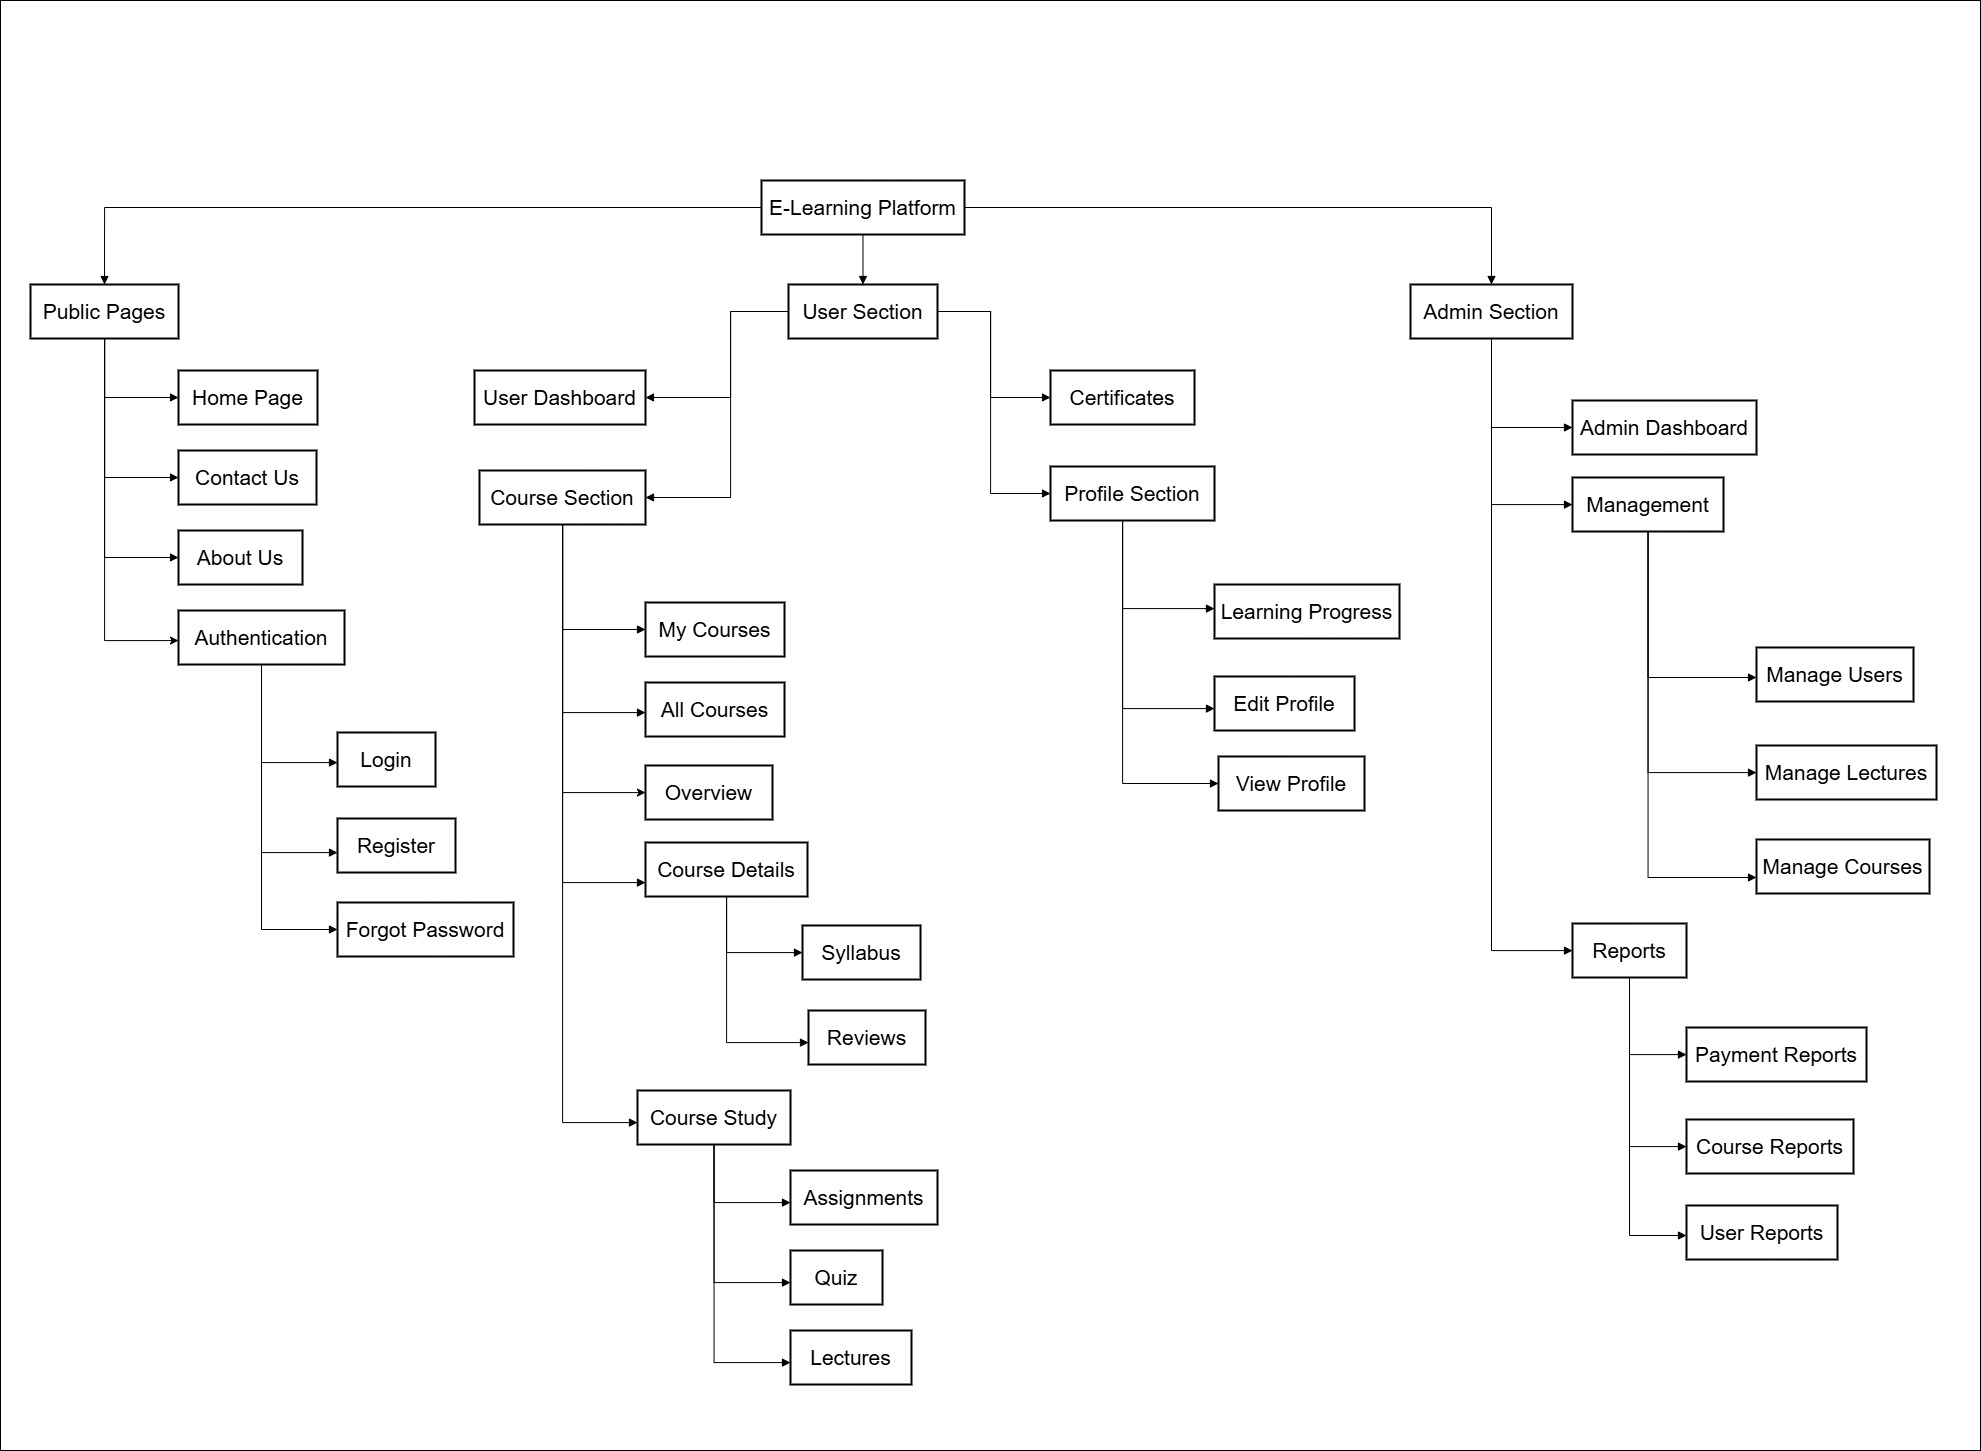 E-Learning Platform
Public Pages
User Section
Admin Section
Home Page
Contact Us
About Us
Authentication
Login
Register
Forgot Password
User Dashboard
Course Section
My Courses
All Courses
Overview
Course Details
Syllabus
Reviews
Course Study
Assignments
Quiz
Lectures
Certificates
Profile Section
Learning Progress
Edit Profile
View Profile
Admin Dashboard
Management
Manage Users
Manage Lectures
Manage Courses
Reports
Payment Reports
Course Reports
User Reports